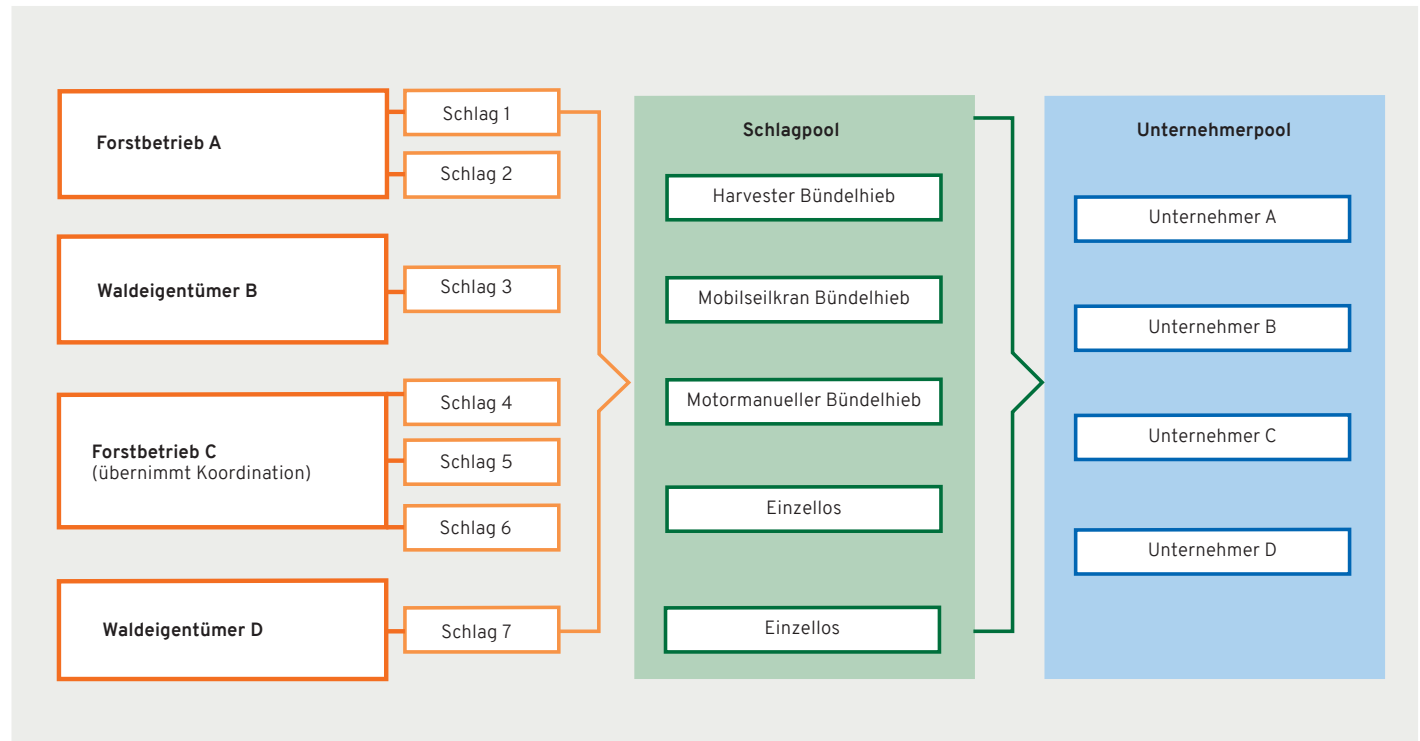 Forstbetrieb A
Schlag 1
Schlag 2
Waldeigentümer B
Schlag 3
Forstbetrieb C
(übernimmt Koordination)
Schlag 4
Schlag 5
Schlag 6
Waldeigentümer D
Schlag 7
Schlagpool
Harvester Bündelhieb
Mobilseilkran Bündelhieb
Motormanueller Bündelhieb
Einzellos
Einzellos
Unternehmerpool
Unternehmer A
Unternehmer B
Unternehmer C
Unternehmer D